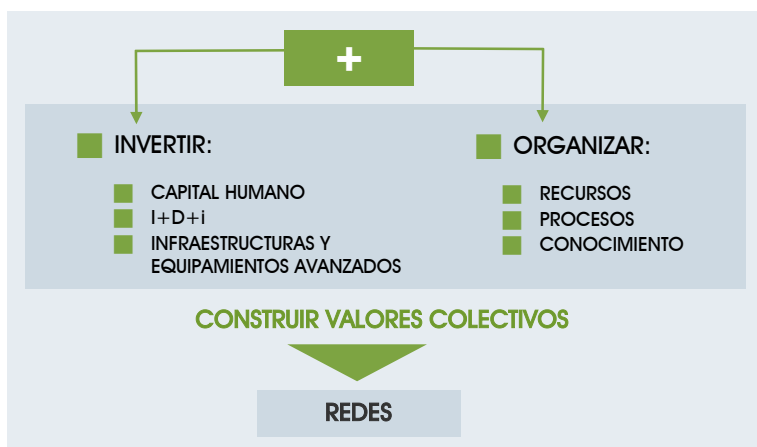 +
INVERTIR:
CAPITAL HUMANO
I+D+i
INFRAESTRUCTURAS Y
EQUIPAMIENTOS AVANZADOS
ORGANIZAR:
RECURSOS
PROCESOS
CONOCIMIENTO
CONSTRUIR VALORES COLECTIVOS
REDES